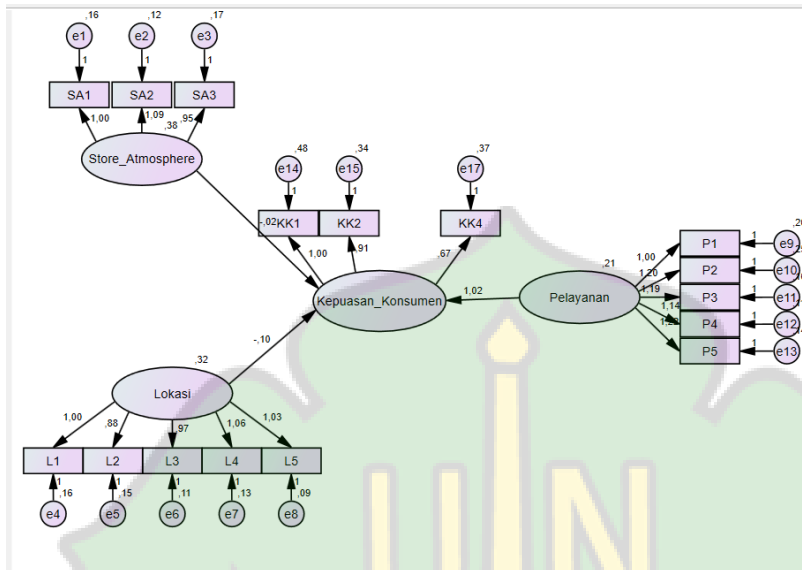 ,16 ,12 ,17
e1 e2 e3
1 1 1
SA1 SA2 SA3
1,00 1,09 ,95
,38
Store_Atmosphere
,48 ,34 ,37
e14 e15 e17
1 1 1
-,02 KK1 KK2 KK4
1,00 ,91 ,67
Kepuasan_Konsumen
1,02
,21
Pelayanan
1,00 P1 1 e9
1,20 P2 1 e10
1,19 P3 1 e11
1,14 P4 1 e12
P5 1 e13
-,10
,32
Lokasi
1,00 ,88 ,97 1,06 1,03
L1 L2 L3 L4 L5
1 1 1 1 1
,16 ,15 ,11 ,13 ,09
e4 e5 e6 e7 e8
UIN